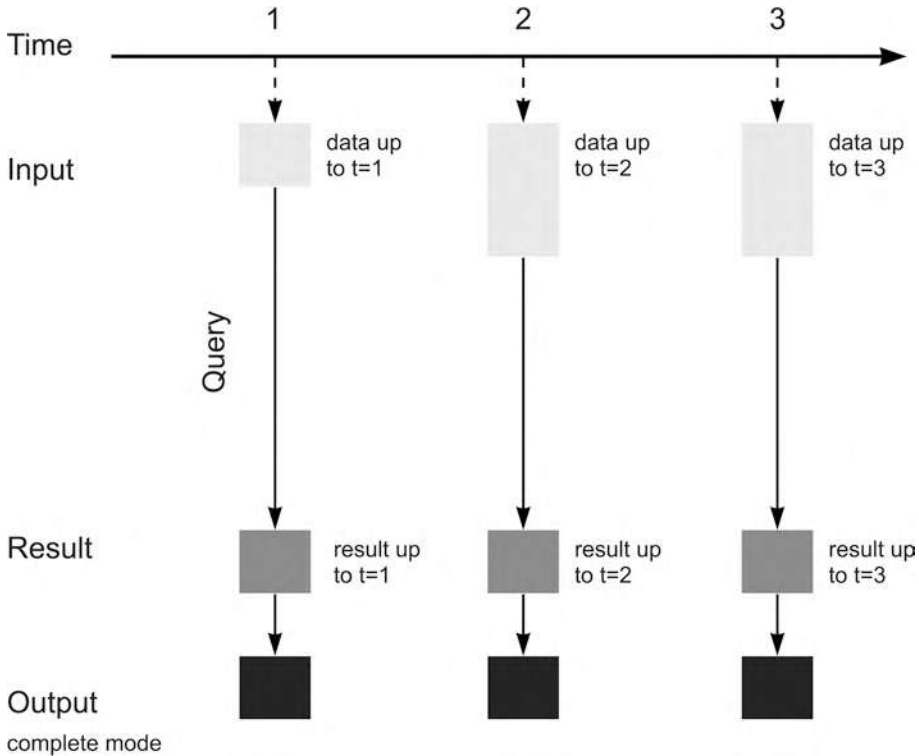 1 2 3
Time
data up data up data up
to t=1 to t=2 to t=3
Input
Query
Result
result up result up result up
to t=1 to t=2 to t=3
Output
complete mode